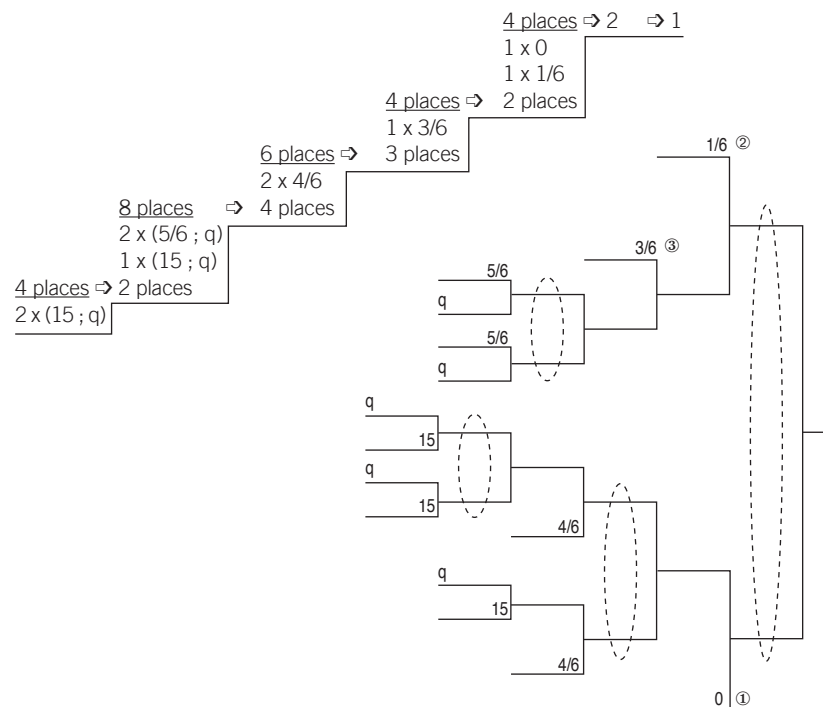 4 places ➩ 2 ➩ 1
1 x 0
1 x 1/6
2 places
4 places ➩
1 x 3/6
3 places
6 places ➩
2 x 4/6
4 places
8 places ➩
2 x (5/6 ; q)
1 x (15 ; q)
2 places
4 places ➩
2 x (15 ; q)
1/6 ②
3/6 ③
5/6
q
5/6
q
q
15
q
15
4/6
q
15
4/6
0 ①